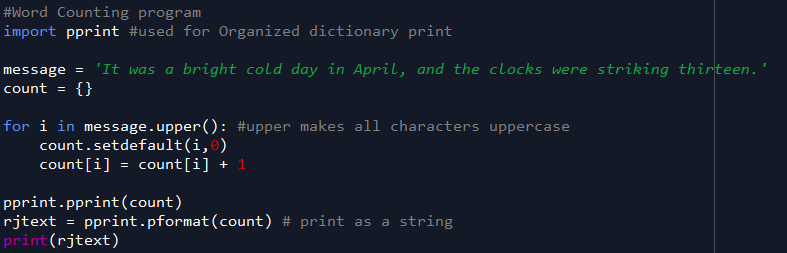 #Word Counting program
import pprint #used for Organized dictionary print
message = 'It was a bright cold day in April, and the clocks were striking thirteen.'
count = {}
for i in message.upper(): #upper makes all characters uppercase
    count.setdefault(i,0)
    count[i] = count[i] + 1
pprint.pprint(count)
rjtext = pprint.pformat(count) # print as a string
print(rjtext)